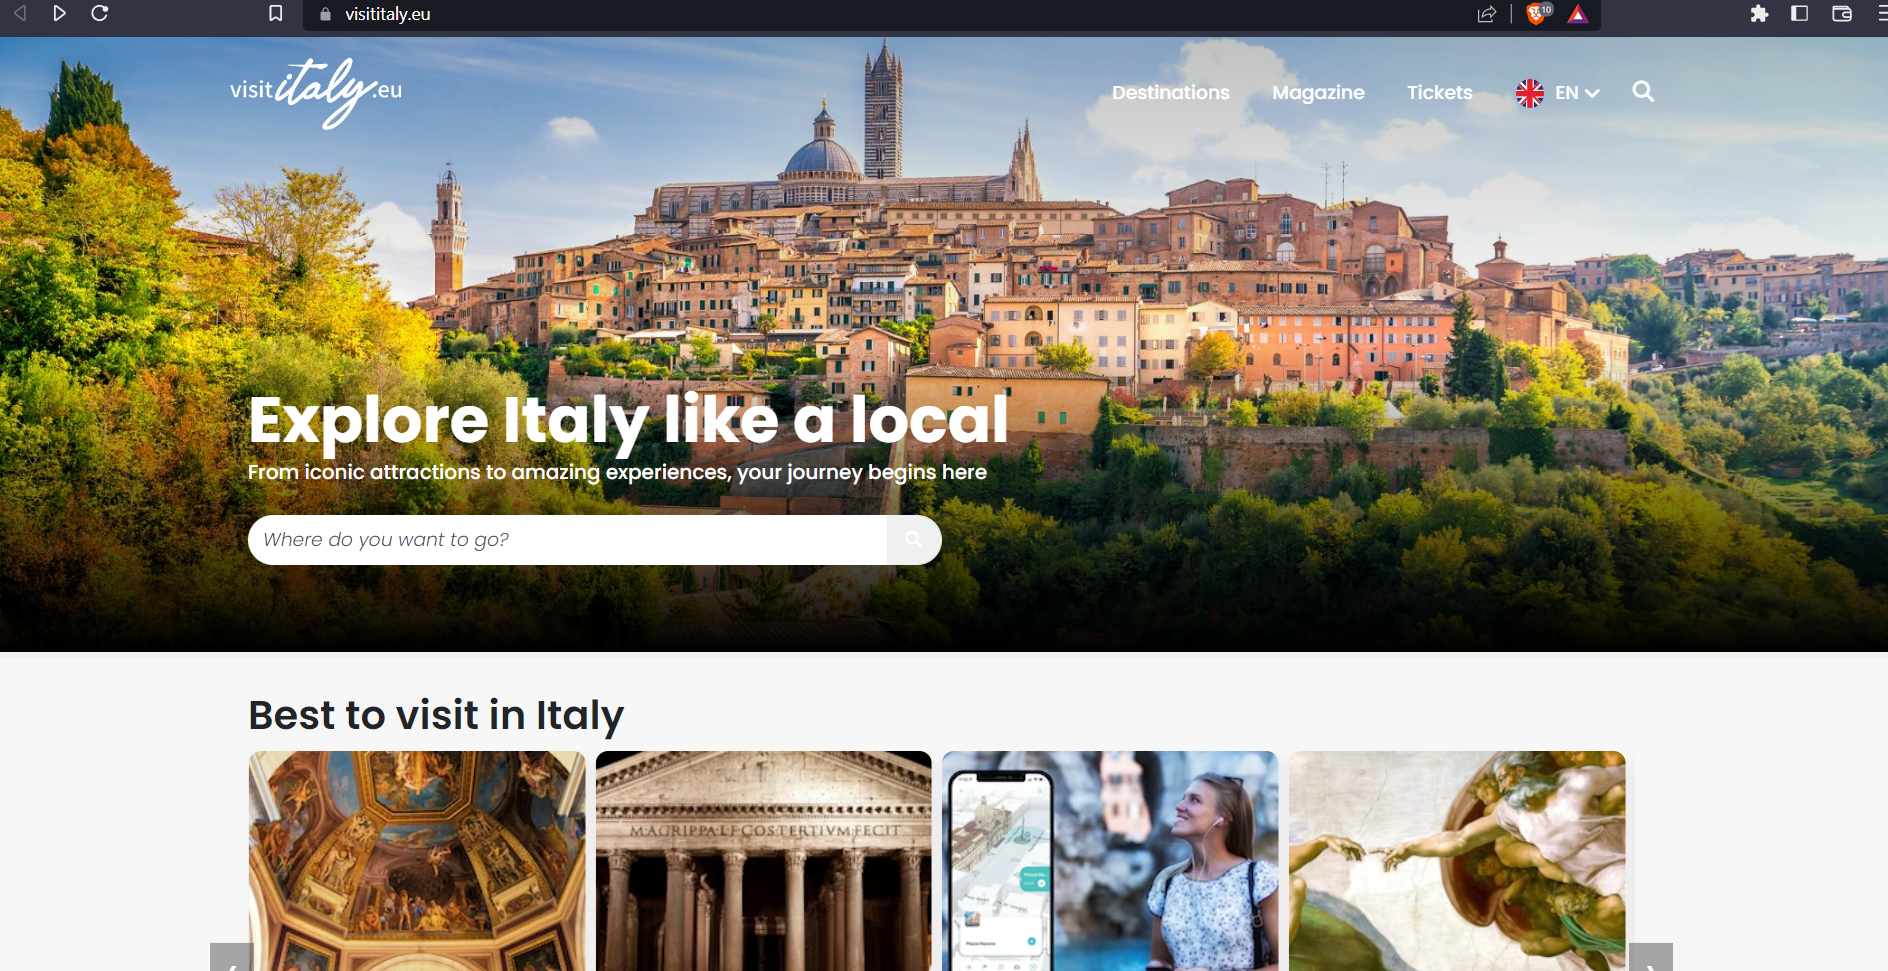 visititaly.eu
10
visititaly.eu
Destinations
Magazine
Tickets
EN
Explore Italy like a local
From iconic attractions to amazing experiences, your journey begins here
Where do you want to go?
Best to visit in Italy
M·AGRIPPA·L·F·COS·TERTIVM·FECIT